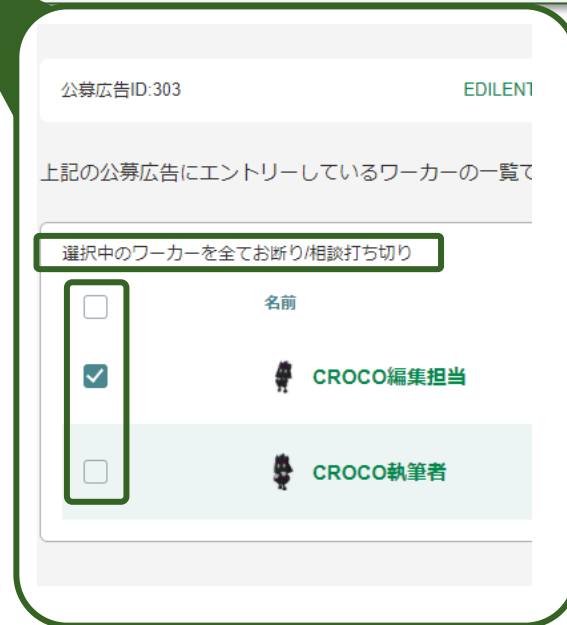 公募広告ID:303 EDILENT
上記の公募広告にエントリーしているワーカーの一覧で
選択中のワーカーを全てお断り/相談打ち切り
名前
CROCO編集担当
CROCO執筆者